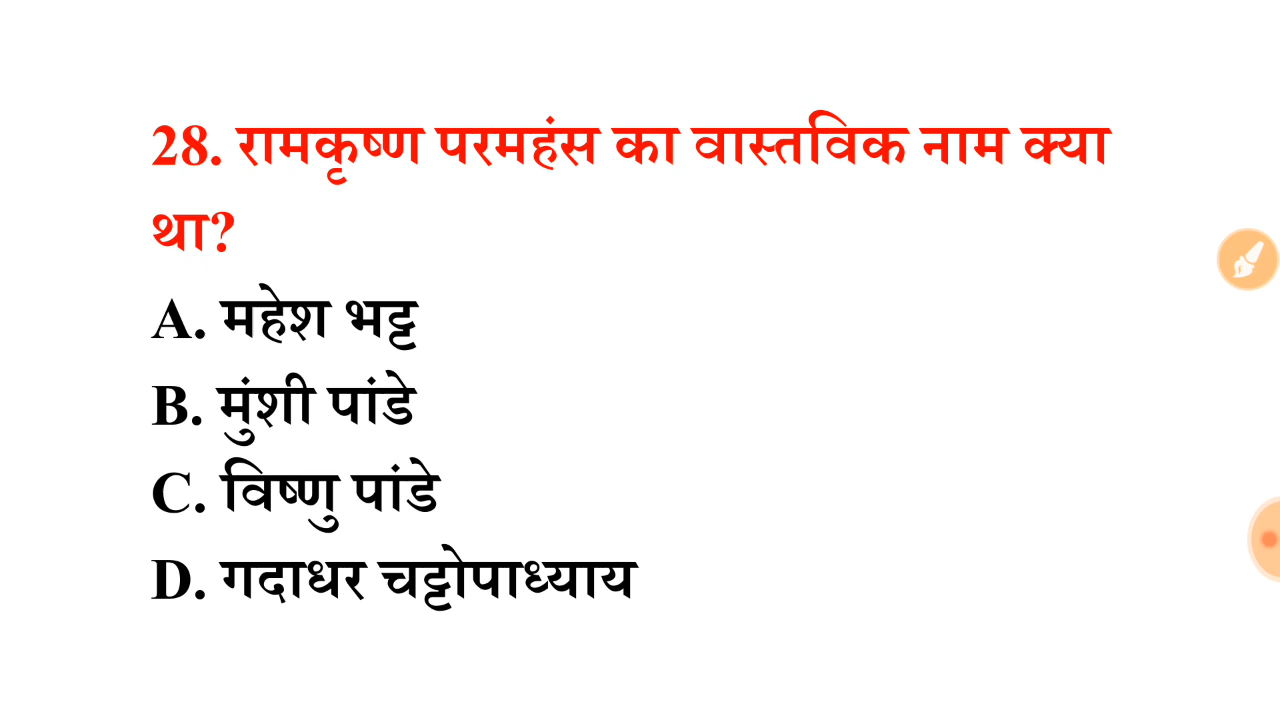 28. रामकृष्ण परमहंस का वास्तविक नाम क्या
था?
A. महेश भट्ट
B. मुंशी पांडे
C. विष्णु पांडे
D. गदाधर चट्टोपाध्याय